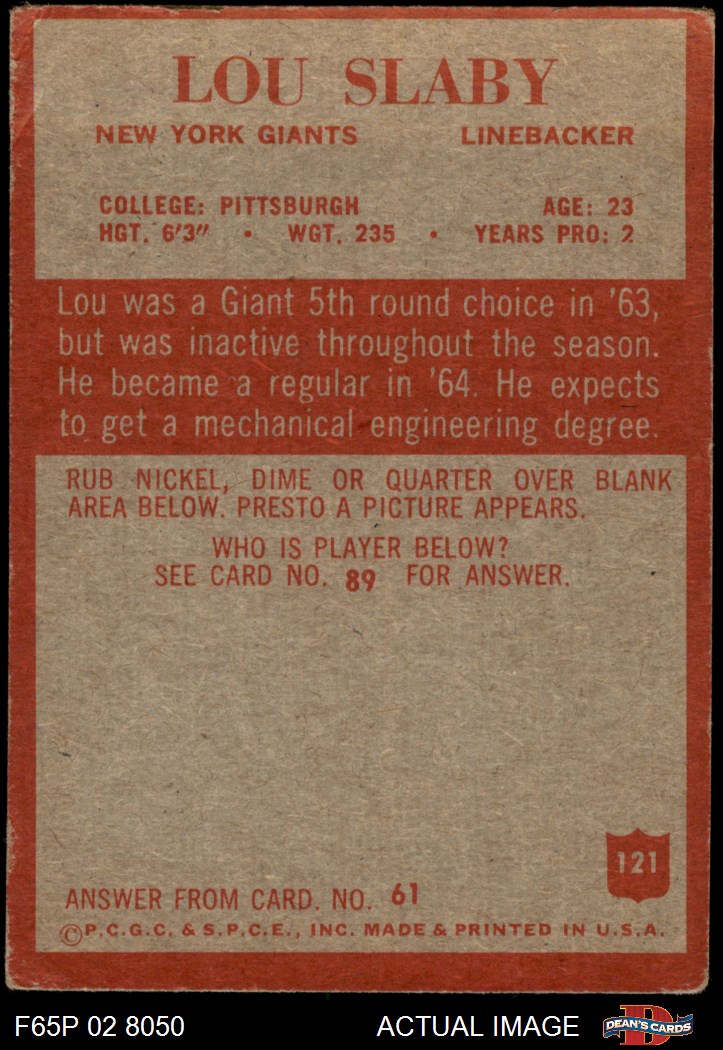 LOU SLABY
NEW YORK GIANTS LINEBACKER
COLLEGE: PITTSBURGH AGE: 23
HGT. 6'3" • WGT. 235 • YEARS PRO: 2
Lou was a Giant 5th round choice in '63,
but was inactive throughout the season.
He became a regular in '64. He expects
to get a mechanical engineering degree.
RUB NICKEL, DIME OR QUARTER OVER BLANK
AREA BELOW. PRESTO A PICTURE APPEARS.
WHO IS PLAYER BELOW?
SEE CARD NO. 89 FOR ANSWER.
121
ANSWER FROM CARD. NO. 61
©P.C.G.C. & S.P.C.E., INC. MADE & PRINTED IN U.S.A.
F65P 02 8050 ACTUAL IMAGE D DEAN'S CARDS